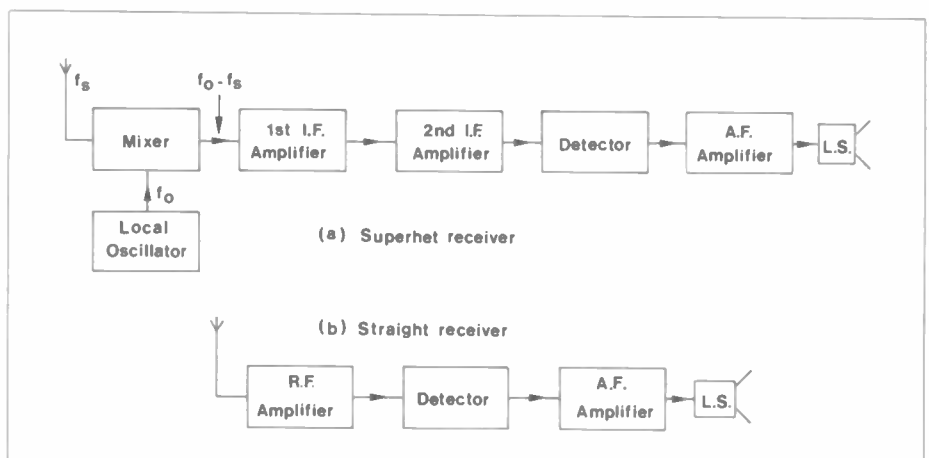 fs
fo - fs
Mixer
1st I.F.
Amplifier
2nd I.F.
Amplifier
Detector
A.F.
Amplifier
L.S.
fo
Local
Oscillator
(a) Superhet receiver
(b) Straight receiver
R.F.
Amplifier
Detector
A.F.
Amplifier
L.S.